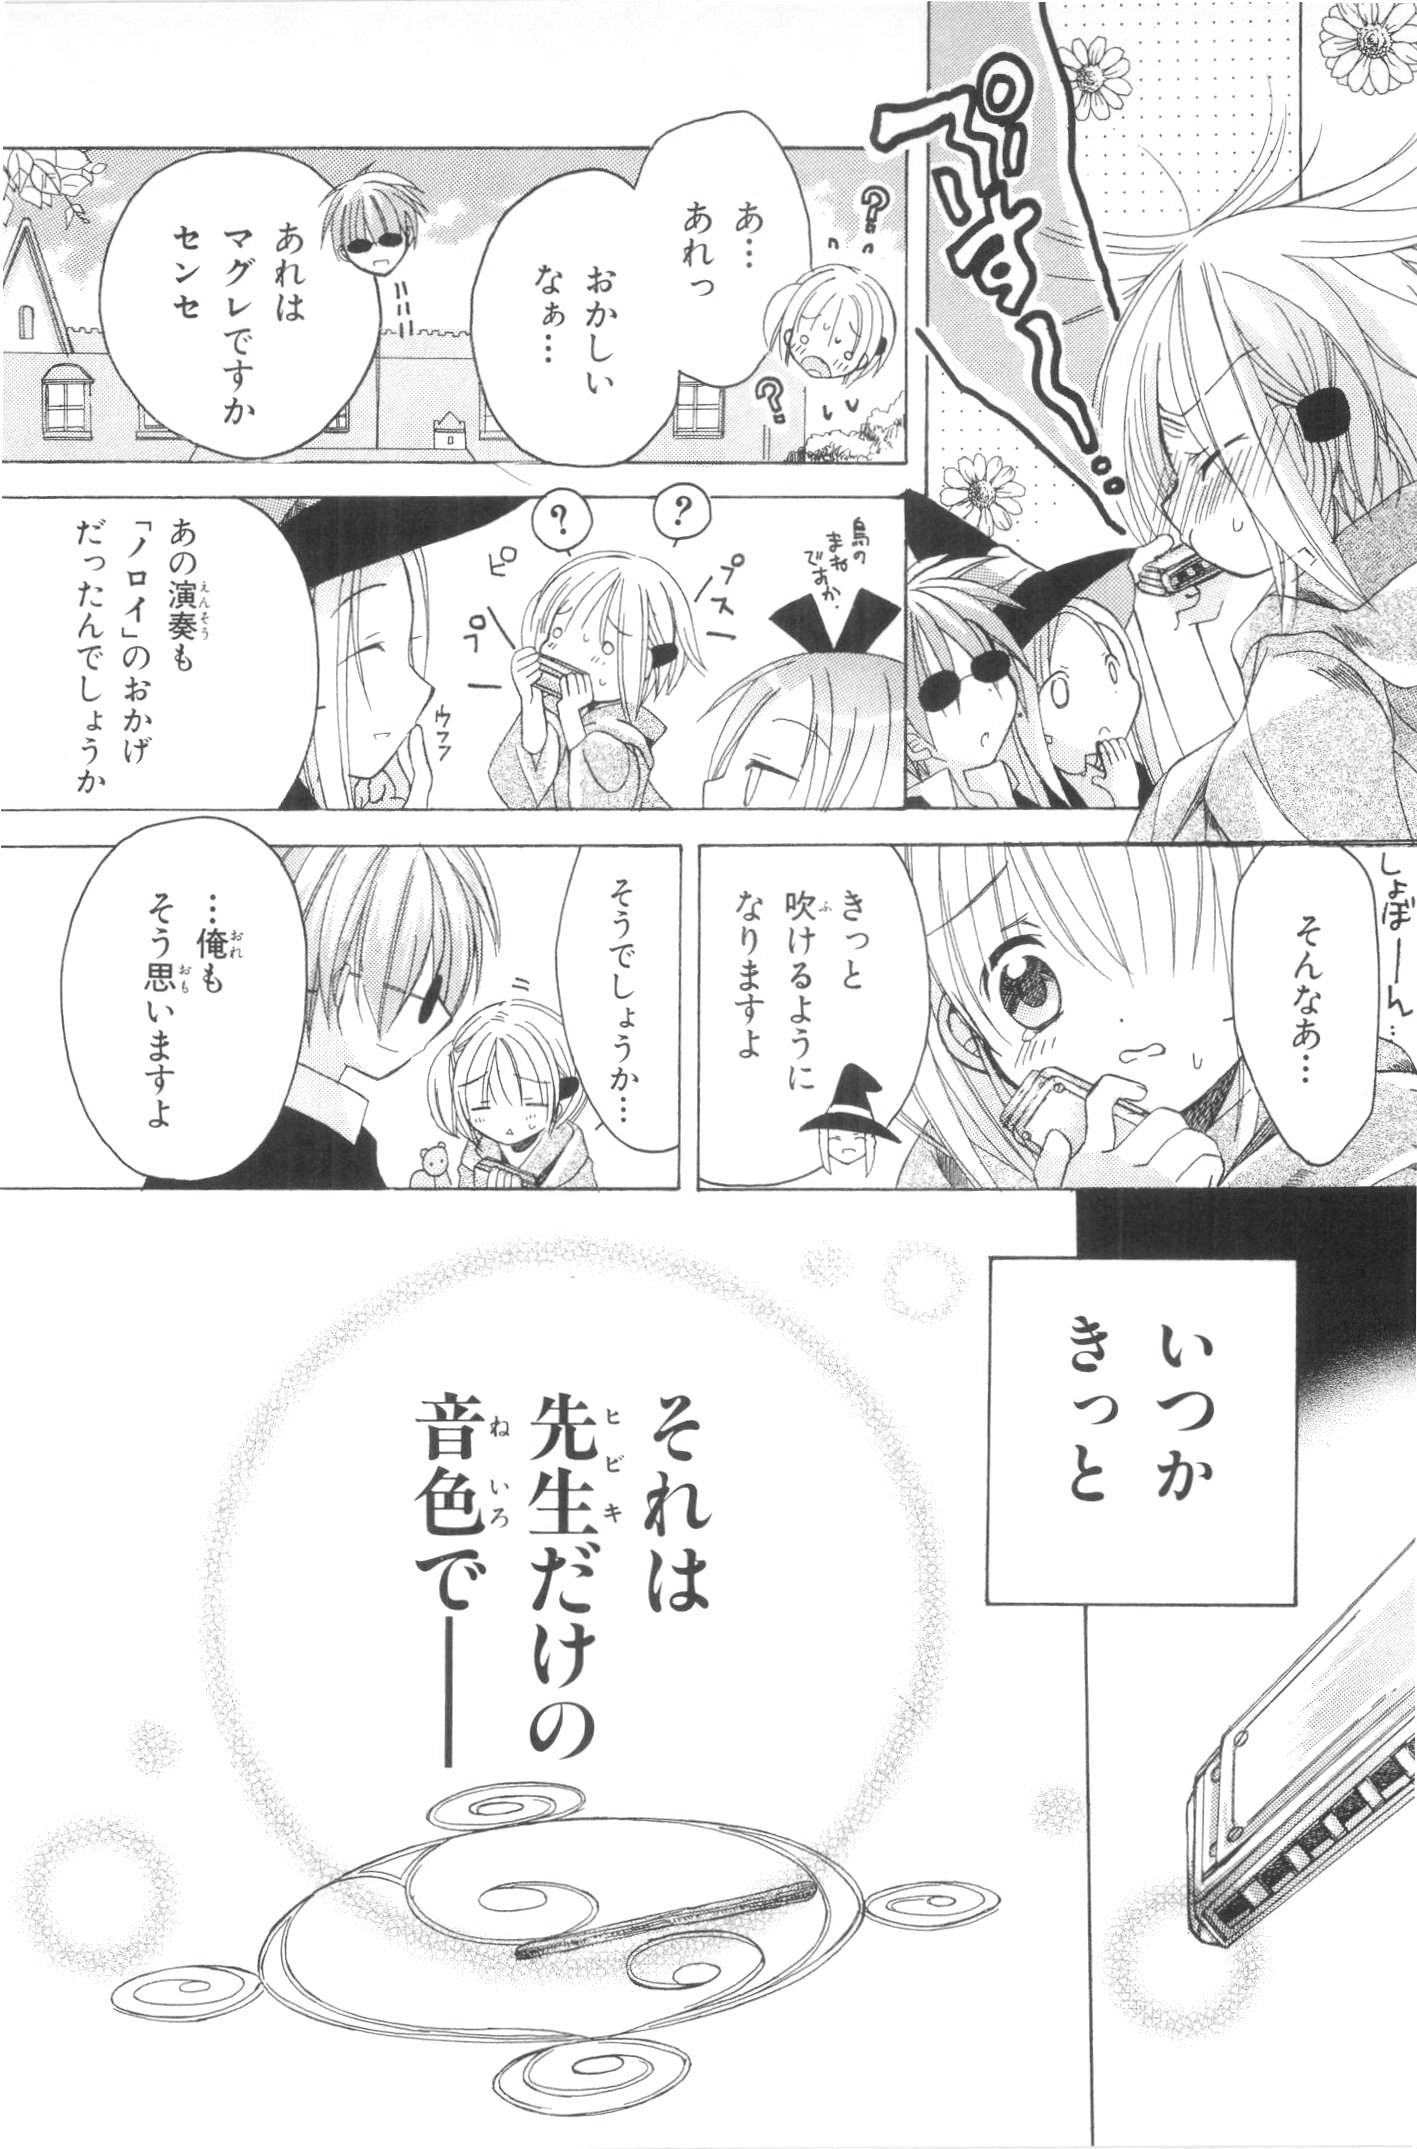 ぷすー〜…
あ…
あれっ
おかしい
なぁ…
?
?
あれは
マグレですか
センセ
鳥の
まね
ですか.
?
?
プスー
ピ
プー
ウフフ
あの演奏も
「ノロイ」のおかげ
だったんでしょうか
しょぼーん…
そんなあ…
きっと
吹けるように
なりますよ
そうでしょうか…
…俺も
そう思いますよ
いつか
きっと
それは
先生だけの
音色で――